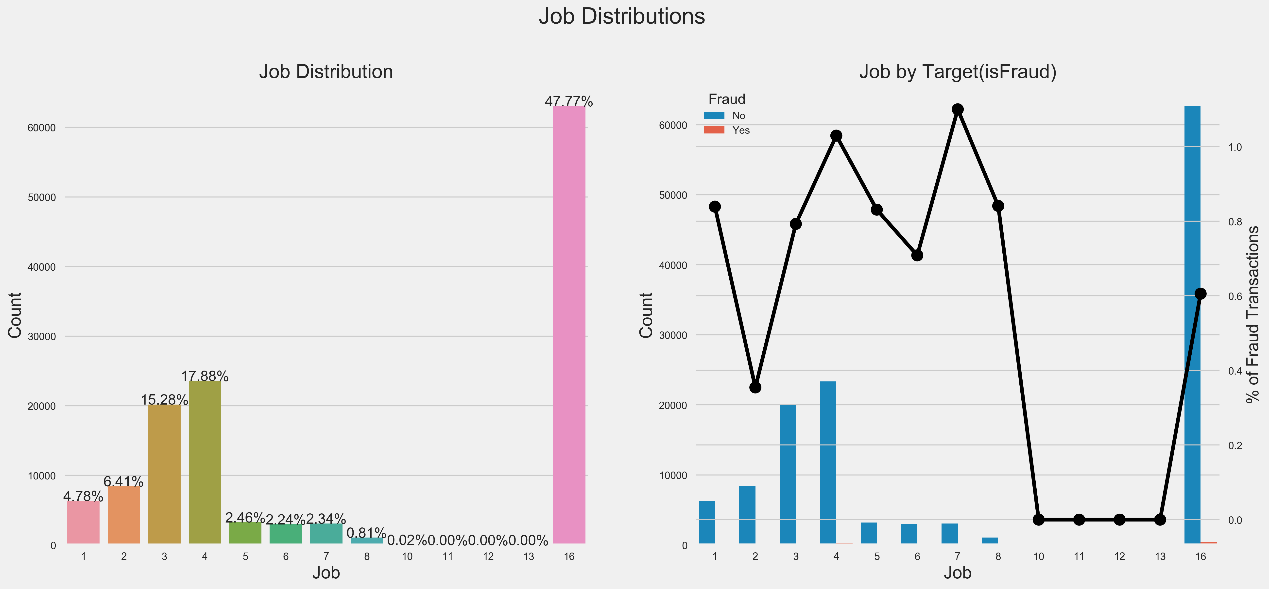 Job Distributions
Job Distribution
47.77%
60000
50000
40000
30000
20000
10000
0
Count
4.78%
6.41%
15.28%
17.88%
2.46%
2.24%
2.34%
0.81%
0.02%
0.00%
0.00%
0.00%
1 2 3 4 5 6 7 8 10 11 12 13 16
Job
Job by Target(isFraud)
Fraud
No
Yes
60000
50000
40000
30000
20000
10000
0
Count
1 2 3 4 5 6 7 8 10 11 12 13 16
Job
1.0
0.8
0.6
0.4
0.2
0.0
% of Fraud Transactions